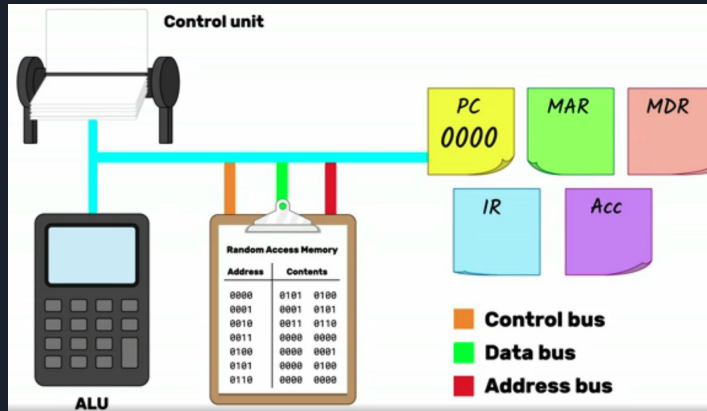 Control unit
PC
0000
MAR
MDR
IR
Acc
Random Access Memory
Address Contents
0000 0101 0100
0001 0001 0101
0010 0011 0110
0011 0000 0000
0100 0000 0001
0101 0000 0100
0110 0000 0000
ALU
Control bus
Data bus
Address bus